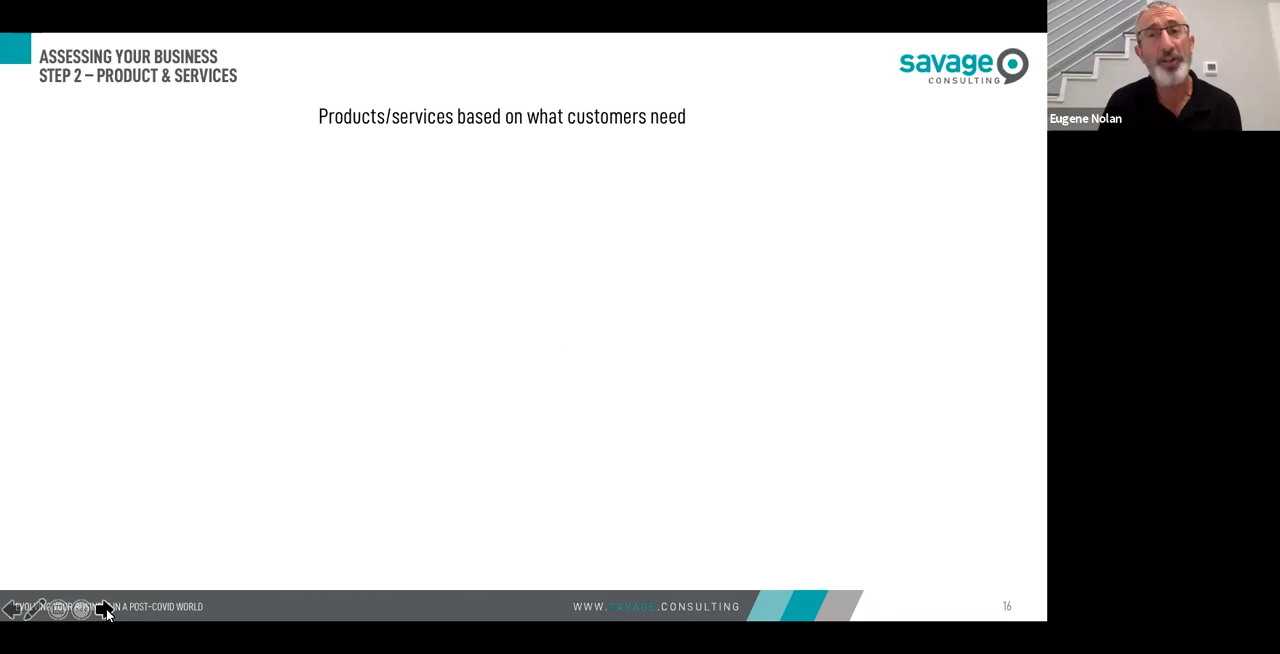 ASSESSING YOUR BUSINESS
STEP 2 – PRODUCT & SERVICES
savage
CONSULTING
Products/services based on what customers need
Eugene Nolan
IN A POST-COVID WORLD
WWW.SAVAGE.CONSULTING
16